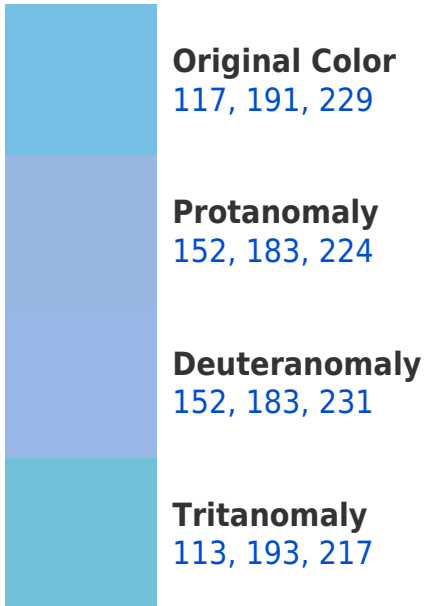 Original Color
117, 191, 229
Protanomaly
152, 183, 224
Deuteranomaly
152, 183, 231
Tritanomaly
113, 193, 217